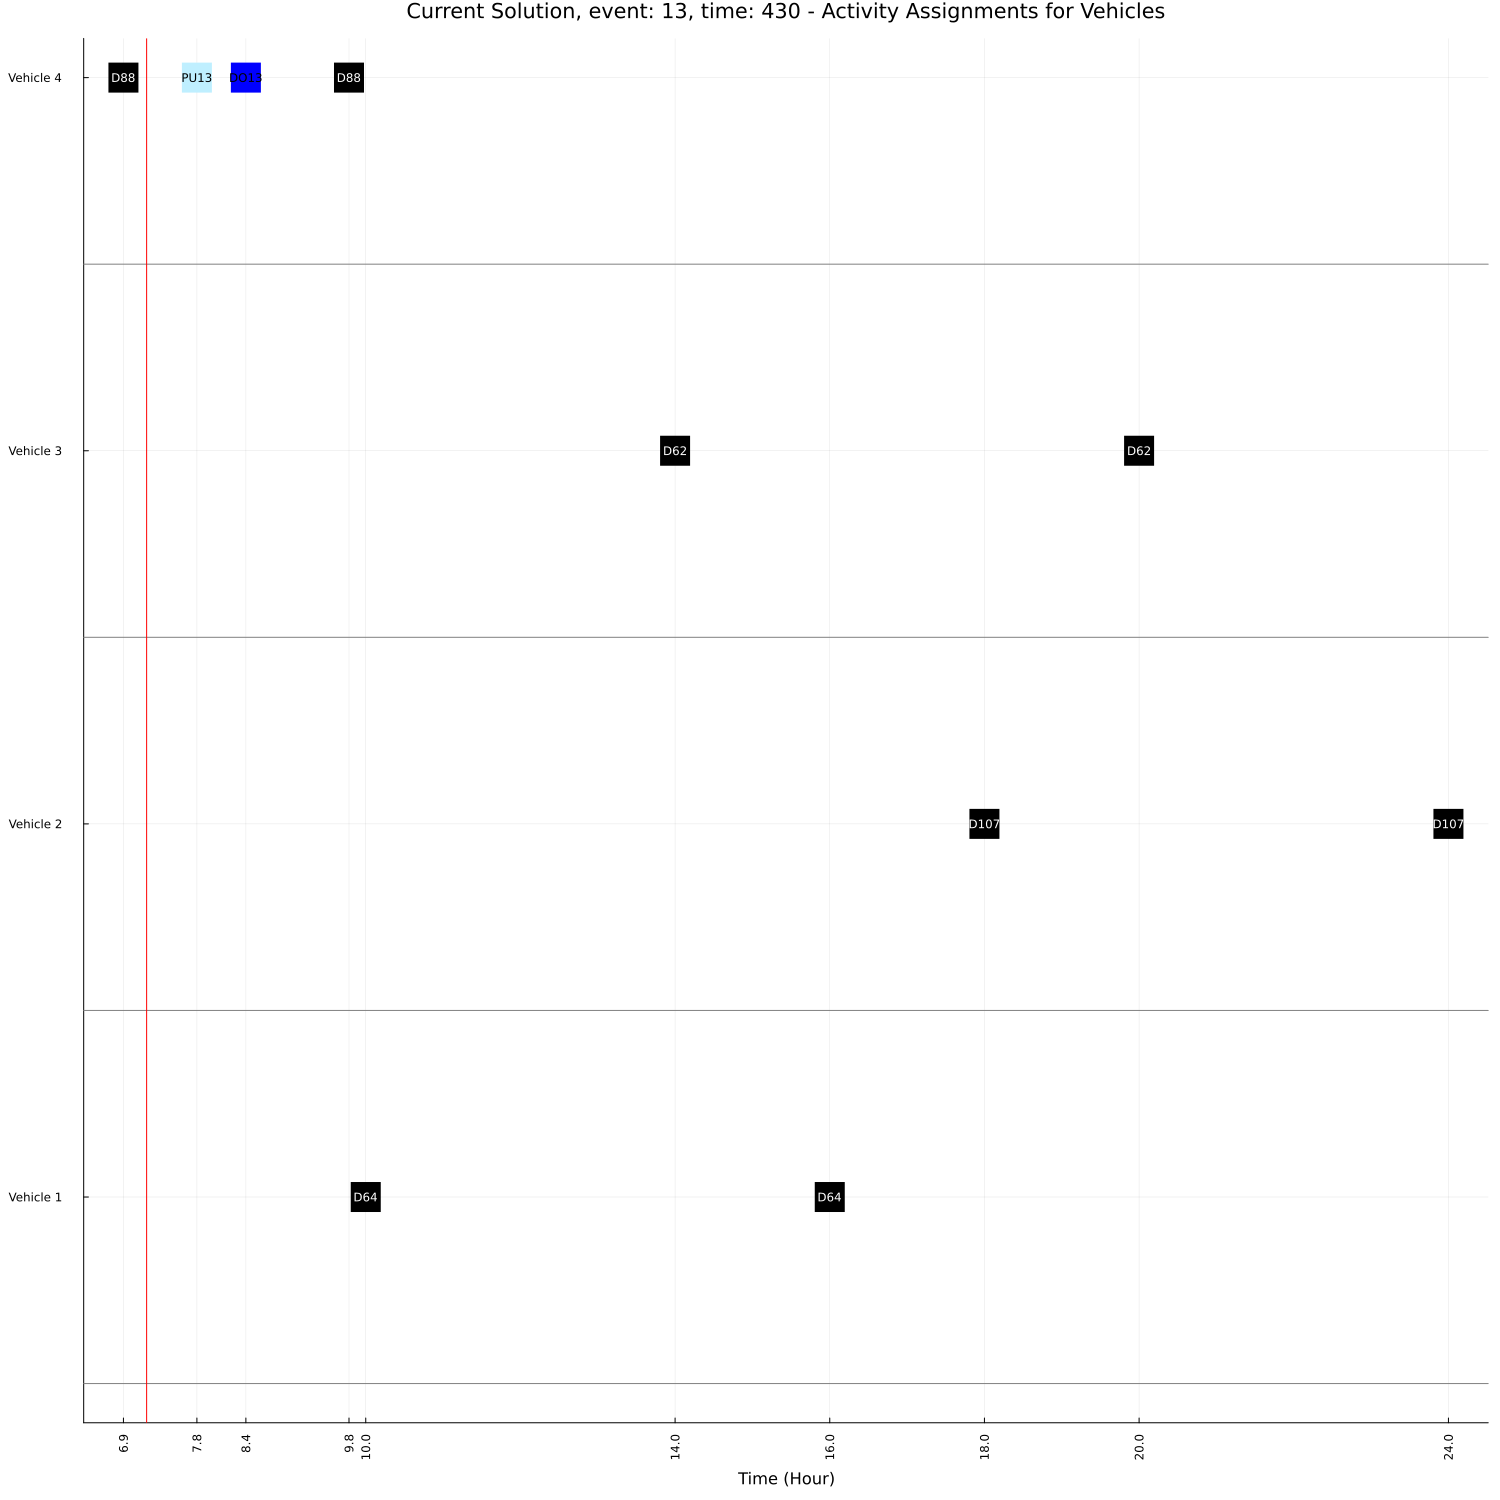 Current Solution, event: 13, time: 430 - Activity Assignments for Vehicles
Vehicle 4
D88
PU13
DO13
D88
Vehicle 3
D62
D62
Vehicle 2
D107
D107
Vehicle 1
D64
D64
6.9
7.8
8.4
9.8
10.0
14.0
16.0
18.0
20.0
24.0
Time (Hour)